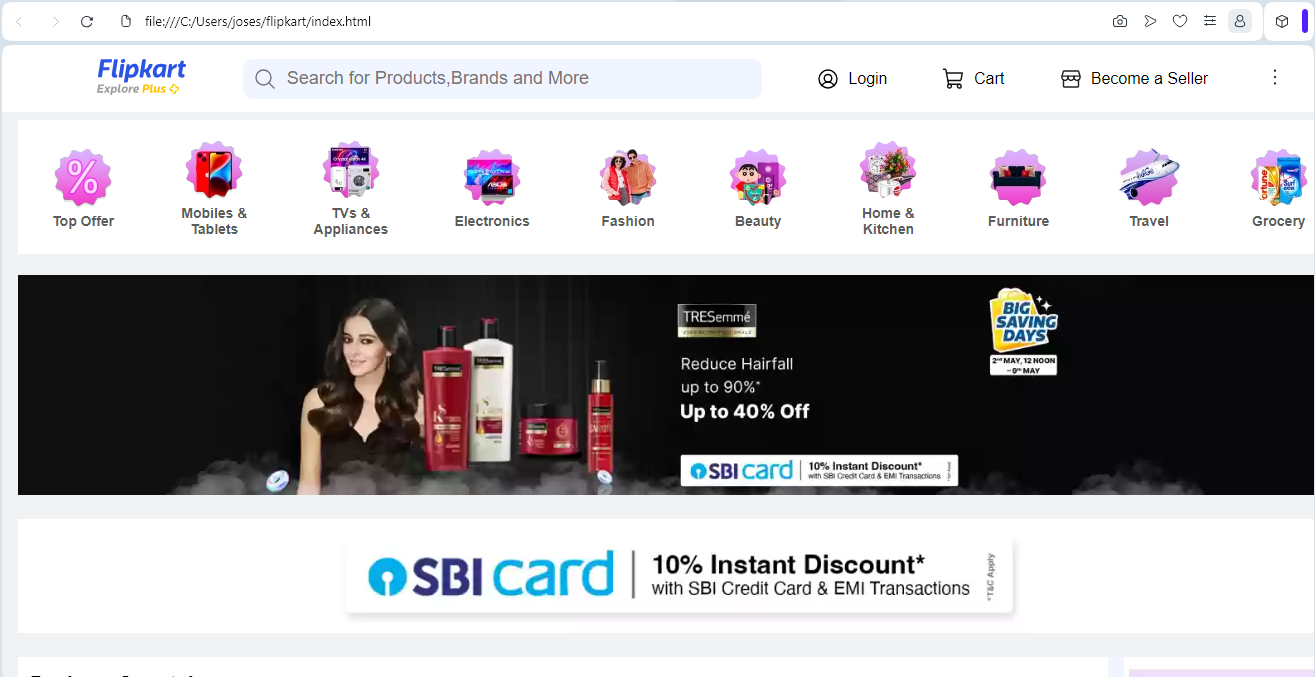 file:///C:/Users/joses/flipkart/index.html
Flipkart
Explore Plus
Search for Products,Brands and More
Login
Cart
Become a Seller
%
Top Offer
Mobiles &
Tablets
TVs &
Appliances
Electronics
Fashion
Beauty
Home &
Kitchen
Furniture
Travel
Grocery
TRESemmé
Reduce Hairfall
up to 90%*
Up to 40% Off
SBI card
10% Instant Discount*
with SBI Credit Card & EMI Transactions
BIG
SAVING
DAYS
2nd MAY, 12 NOON
– 9th MAY
SBI card
10% Instant Discount*
with SBI Credit Card & EMI Transactions
*T&C Apply